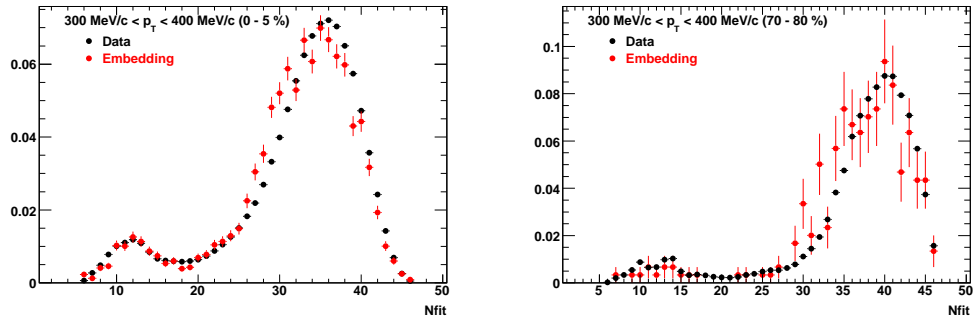 300 MeV/c < p_T < 400 MeV/c (0 - 5 %)
Data
Embedding
0.06
0.04
0.02
0
10 20 30 40 50
Nfit
300 MeV/c < p_T < 400 MeV/c (70 - 80 %)
Data
Embedding
0.1
0.08
0.06
0.04
0.02
0
5 10 15 20 25 30 35 40 45 50
Nfit